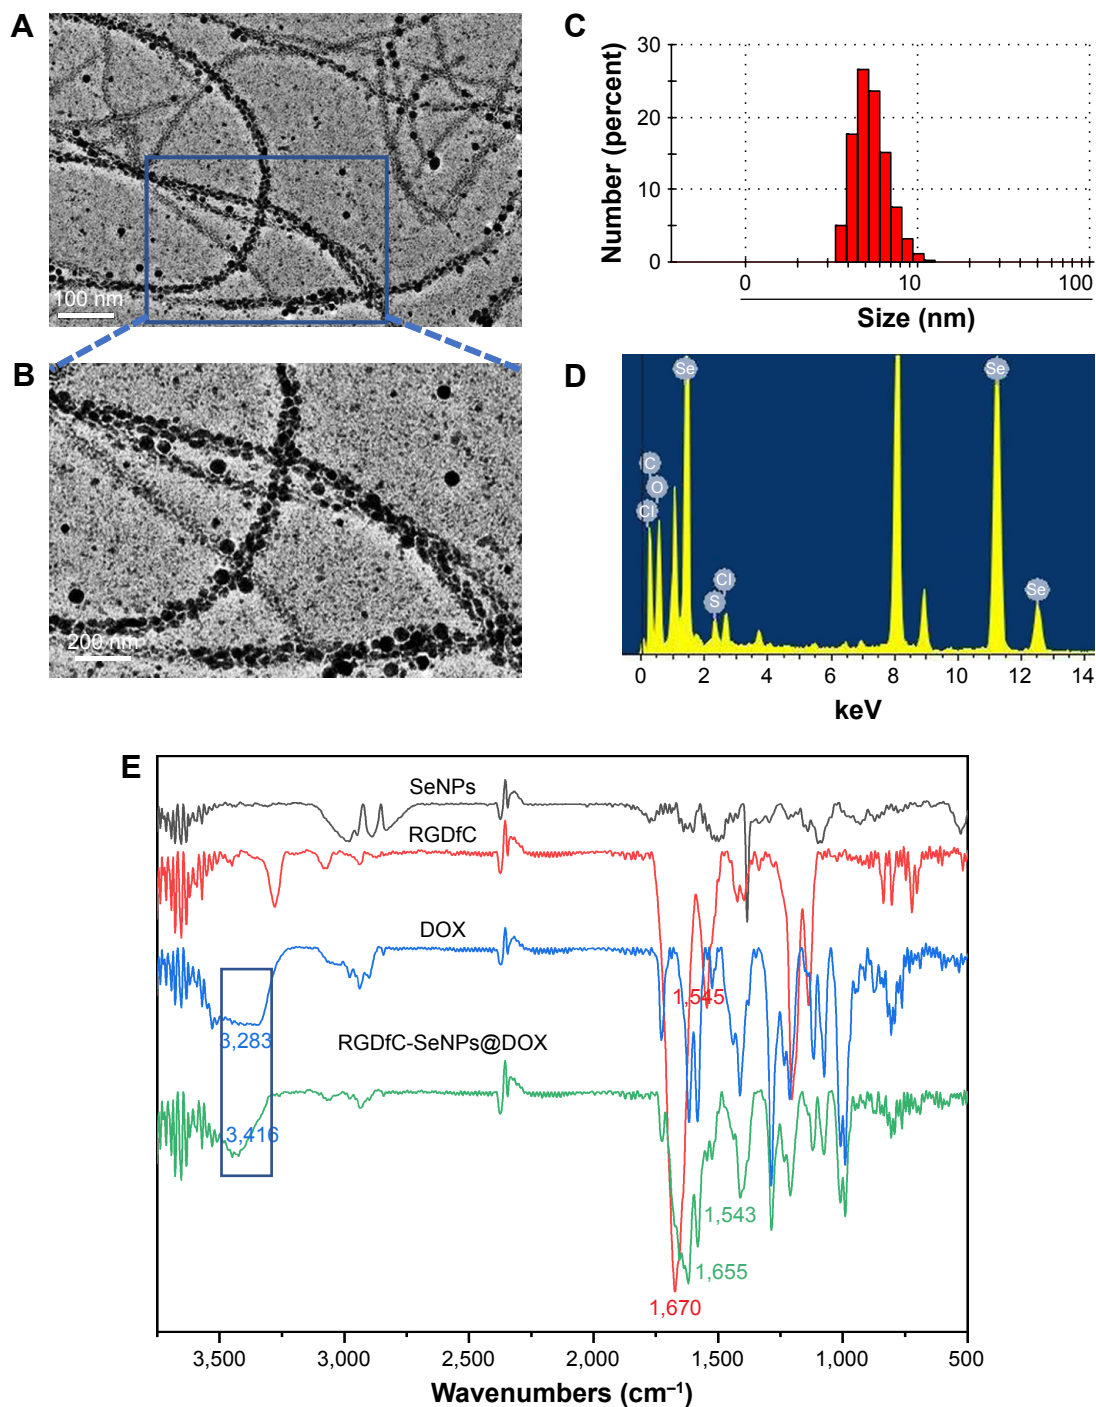 A
100 nm
B
200 nm
C
Number (percent)
30
20
10
0
0
10
100
Size (nm)
D
Se
Se
C
O
Cl
Cl
S
Se
0
2
4
6
8
10
12
14
keV
E
SeNPs
RGDfC
DOX
1,545
3,283
RGDfC-SeNPs@DOX
3,416
1,543
1,655
1,670
3,500
3,000
2,500
2,000
1,500
1,000
500
Wavenumbers (cm⁻¹)